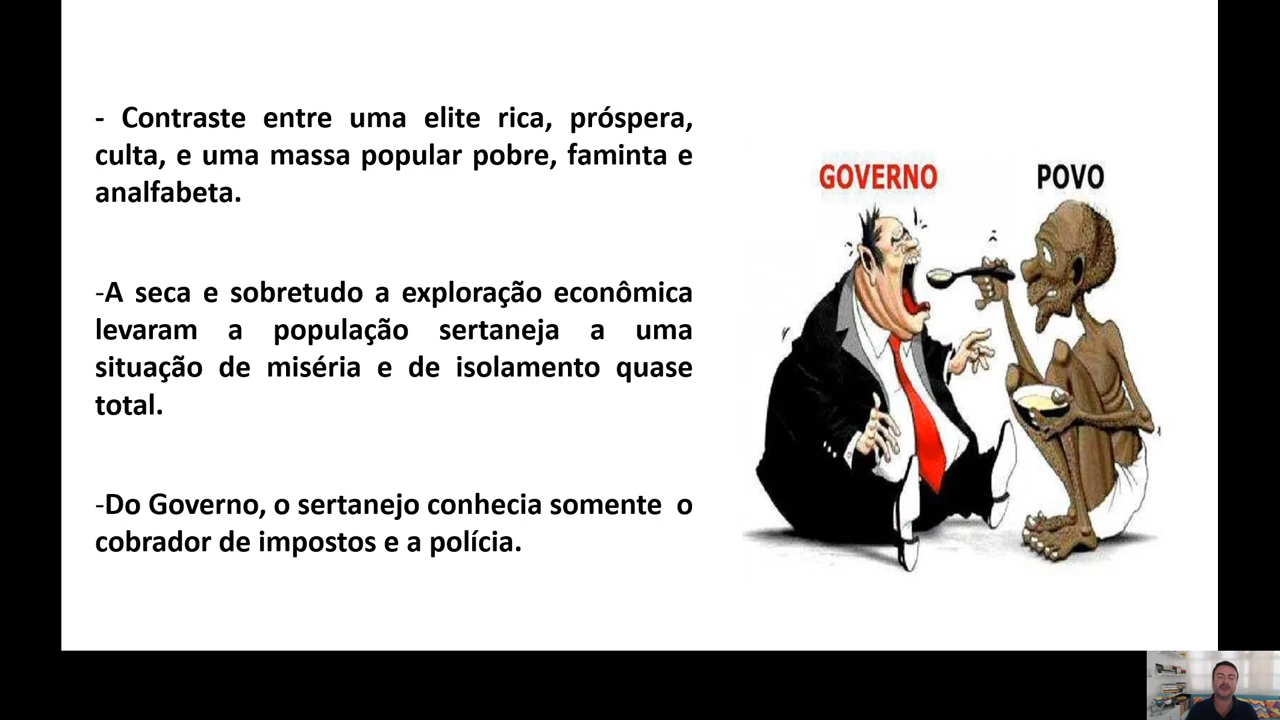 - Contraste entre uma elite rica, próspera,
culta, e uma massa popular pobre, faminta e
analfabeta.
-A seca e sobretudo a exploração econômica
levaram a população sertaneja a uma
situação de miséria e de isolamento quase
total.
-Do Governo, o sertanejo conhecia somente  o
cobrador de impostos e a polícia.
GOVERNO
POVO